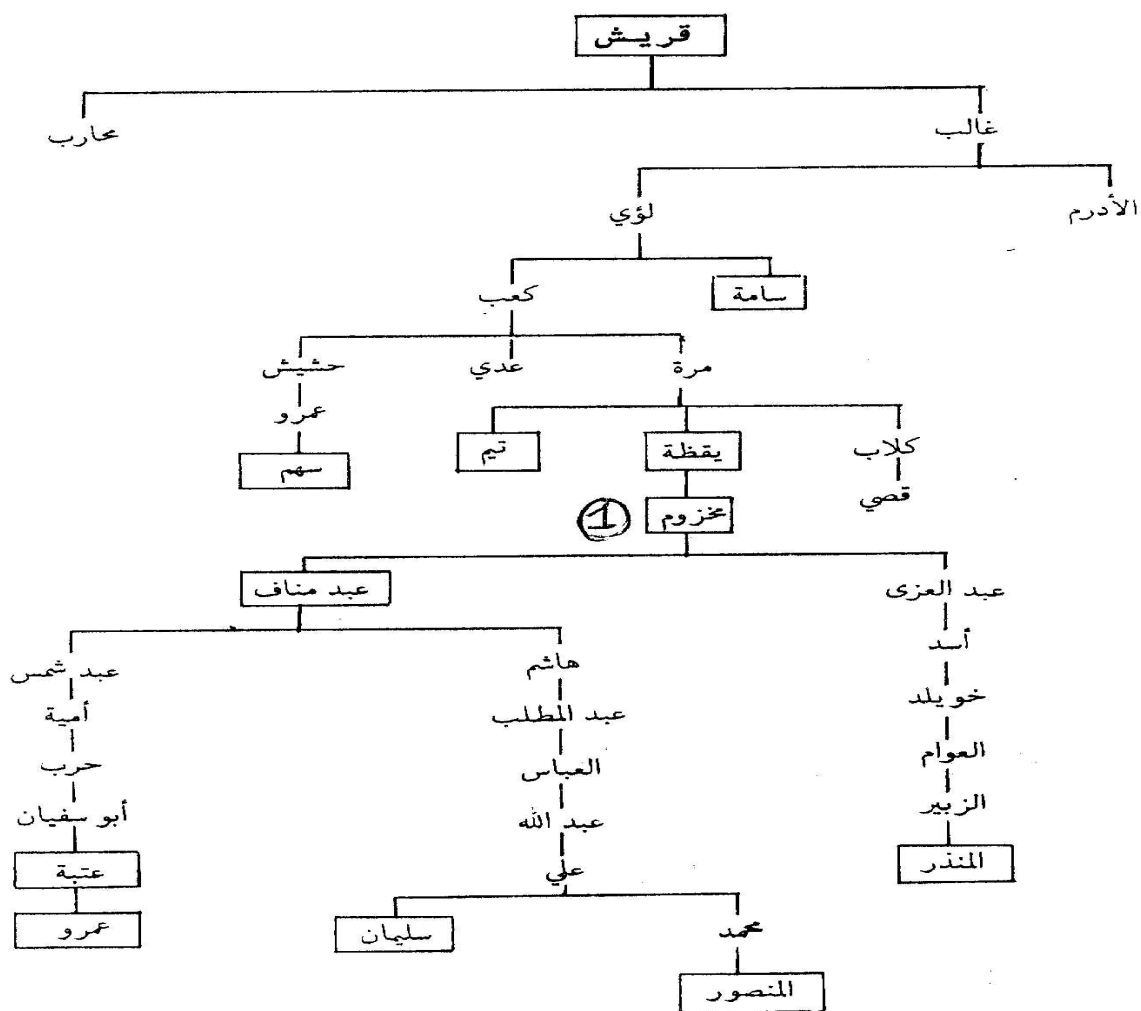 قريش
غالب
محارب
الأدرم
لؤي
سامة
كعب
مرة
عدي
حشيش
عمرو
كلاب
يقظة
تيم
سهم
قصي
مخزوم
1
عبد العزى
عبد مناف
أسد
هاشم
عبد شمس
خويلد
عبد المطلب
أمية
العوام
العباس
حرب
الزبير
عبد الله
أبو سفيان
المنذر
علي
عتبة
محمد
سليمان
عمرو
المنصور